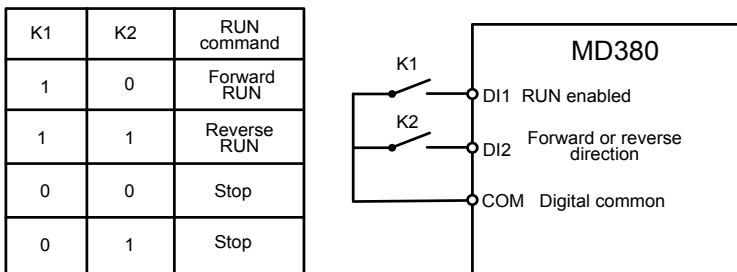 K1 K2 RUN
command
1 0 Forward
RUN
1 1 Reverse
RUN
0 0 Stop
0 1 Stop
MD380
K1
DI1 RUN enabled
K2
DI2 Forward or reverse
direction
COM Digital common